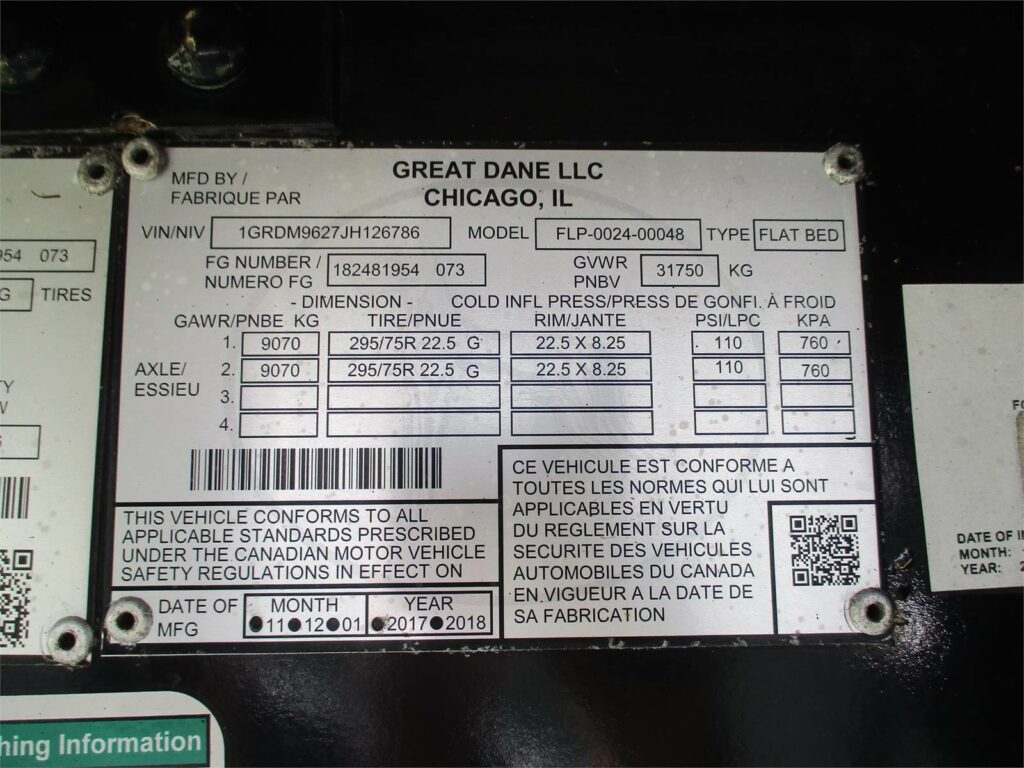 MFD BY /
FABRIQUE PAR
GREAT DANE LLC
CHICAGO, IL
VIN/NIV 1GRDM9627JH126786 MODEL FLP-0024-00048 TYPE FLAT BED
FG NUMBER /
NUMERO FG
182481954 073
GVWR
PNBV
31750 KG
- DIMENSION - COLD INFL PRESS/PRESS DE GONFI. À FROID
GAWR/PNBE KG TIRE/PNUE RIM/JANTE PSI/LPC KPA
AXLE/
ESSIEU
1. 9070 295/75R 22.5 G 22.5 X 8.25 110 760
2. 9070 295/75R 22.5 G 22.5 X 8.25 110 760
3.
4.
THIS VEHICLE CONFORMS TO ALL
APPLICABLE STANDARDS PRESCRIBED
UNDER THE CANADIAN MOTOR VEHICLE
SAFETY REGULATIONS IN EFFECT ON
DATE OF
MFG
MONTH YEAR
11 12 01 2017 2018
CE VEHICULE EST CONFORME A
TOUTES LES NORMES QUI LUI SONT
APPLICABLES EN VERTU
DU REGLEMENT SUR LA
SECURITE DES VEHICULES
AUTOMOBILES DU CANADA
EN VIGUEUR A LA DATE DE
SA FABRICATION
954 073
G TIRES
DATE OF
MONTH:
YEAR:
hing Information